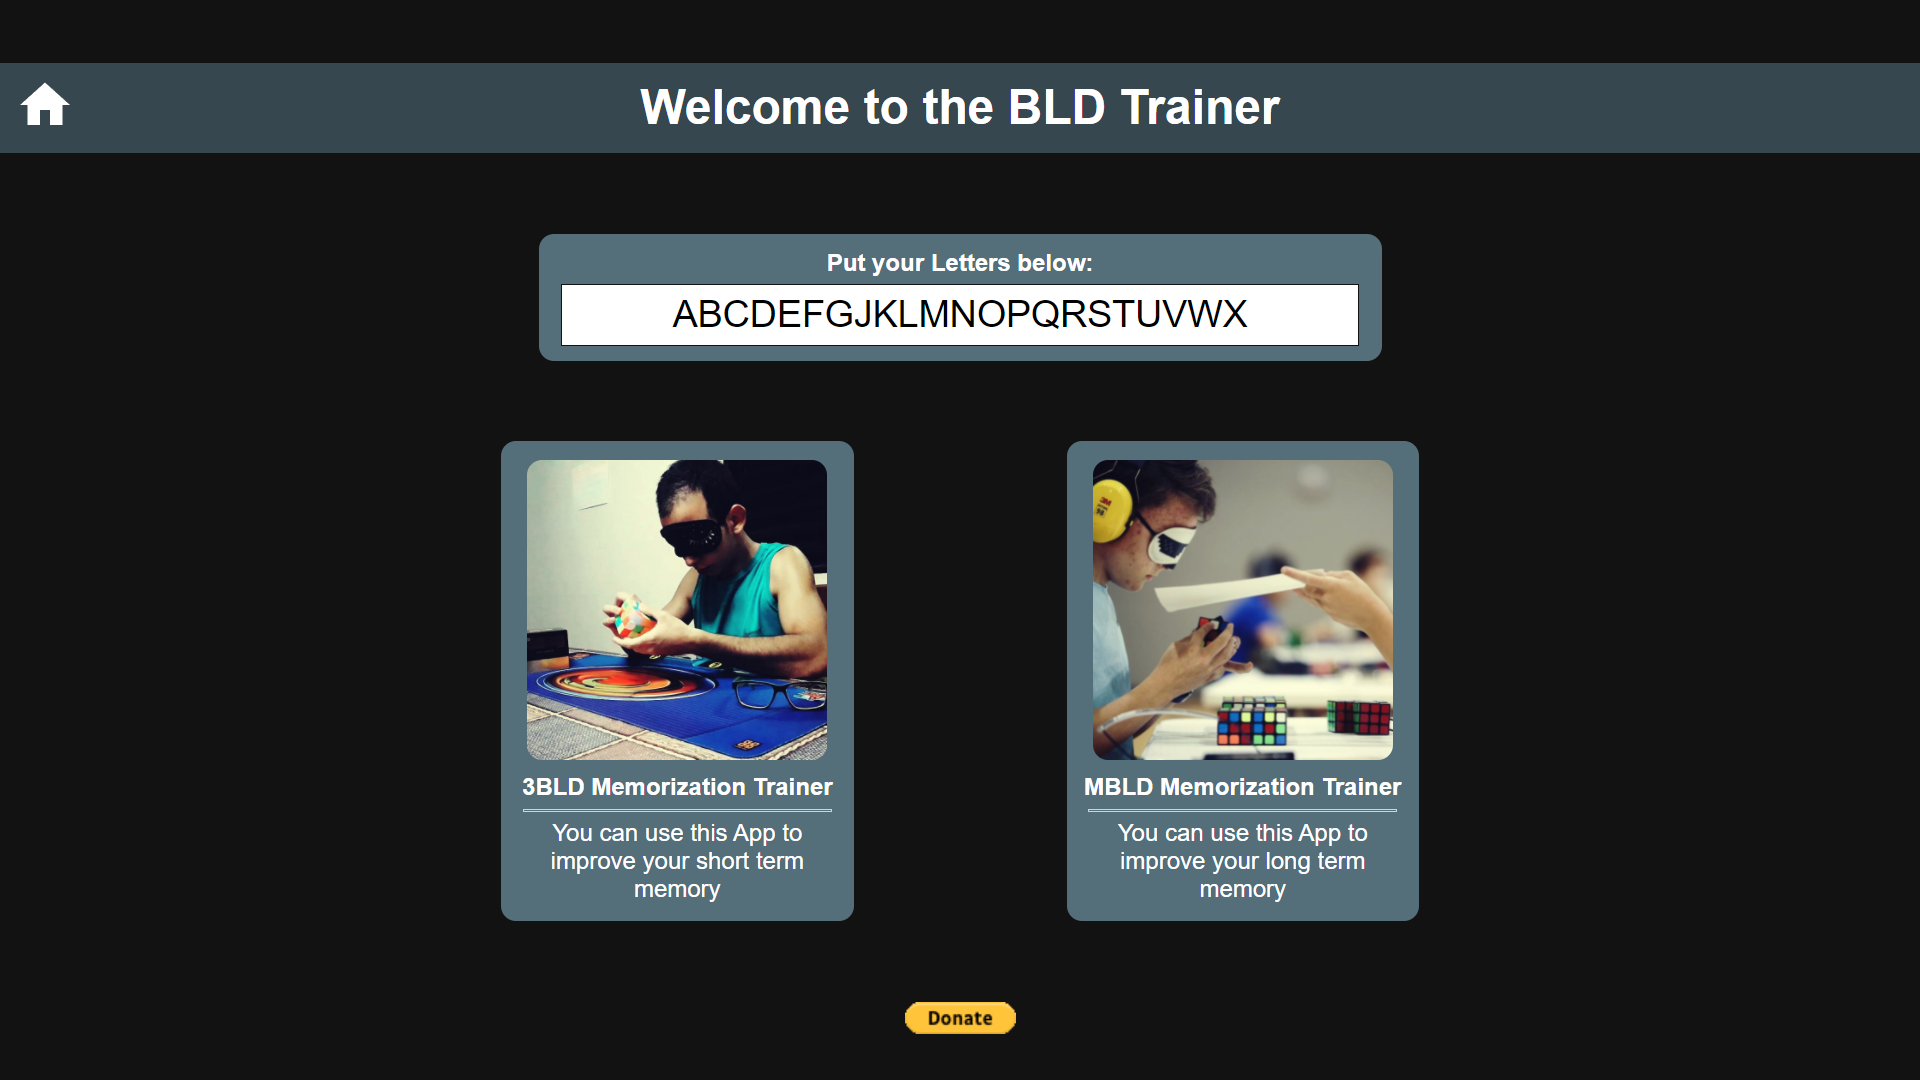 Welcome to the BLD Trainer
Put your Letters below:
ABCDEFGJKLMNOPQRSTUVWX
3BLD Memorization Trainer
You can use this App to
improve your short term
memory
MBLD Memorization Trainer
You can use this App to
improve your long term
memory
Donate